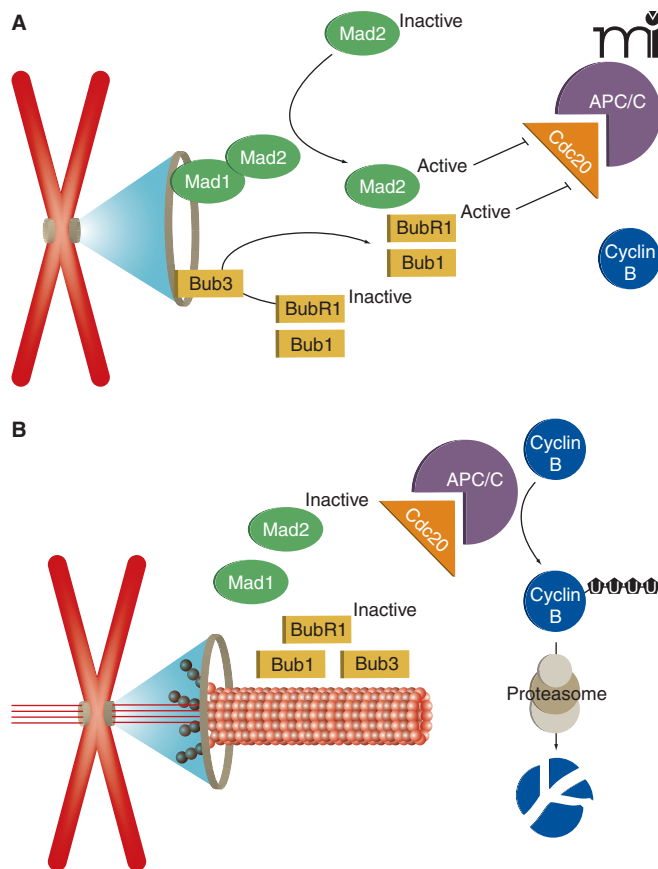 A
Mad2
Inactive
mi
APC/C
Cdc20
Mad2
Mad1
Active
Mad2
Active
BubR1
Bub1
Cyclin
B
Bub3
Inactive
BubR1
Bub1
B
Cyclin
B
APC/C
Cdc20
Inactive
Mad2
Mad1
Cyclin
B
U U U U
Inactive
BubR1
Bub1
Bub3
Proteasome